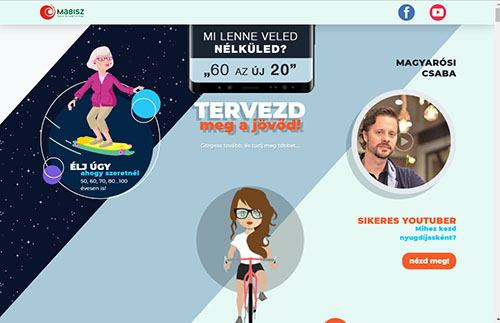 MABISZ
MI LENNE VELED
NÉLKÜLED?
„60 AZ ÚJ 20”
TERVEZD
meg a jövőd!
Görgess tovább, és tudj meg többet...
MAGYARÓSI
CSABA
ÉLJ ÚGY
ahogy szeretnél
50, 60, 70, 80...100
évesen is!
SIKERES YOUTUBER
Mihez kezd
nyugdíjasként?
nézd meg!